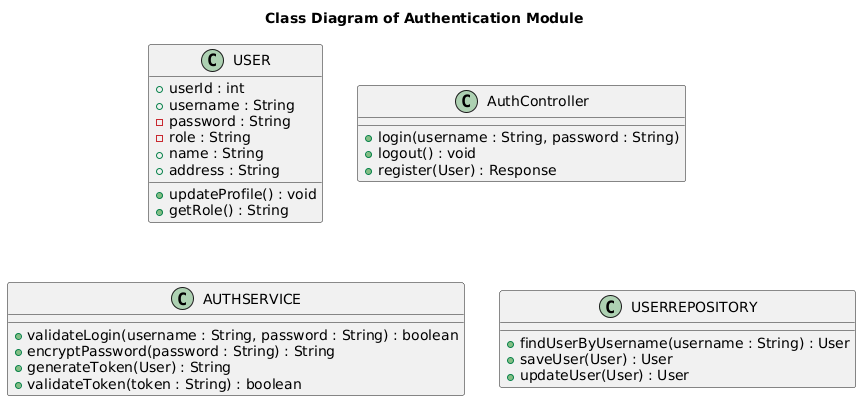 Class Diagram of Authentication Module
C USER
userId : int
username : String
password : String
role : String
name : String
address : String
updateProfile() : void
getRole() : String
C AuthController
login(username : String, password : String)
logout() : void
register(User) : Response
C AUTHSERVICE
validateLogin(username : String, password : String) : boolean
encryptPassword(password : String) : String
generateToken(User) : String
validateToken(token : String) : boolean
C USERREPOSITORY
findUserByUsername(username : String) : User
saveUser(User) : User
updateUser(User) : User